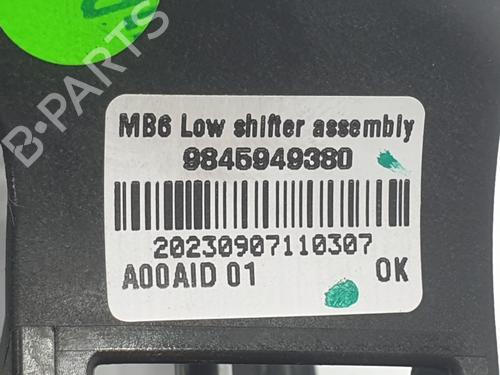 B-PARTS
MB6 Low shifter assembly
9845949380
20230907110307
A00AID 01 OK